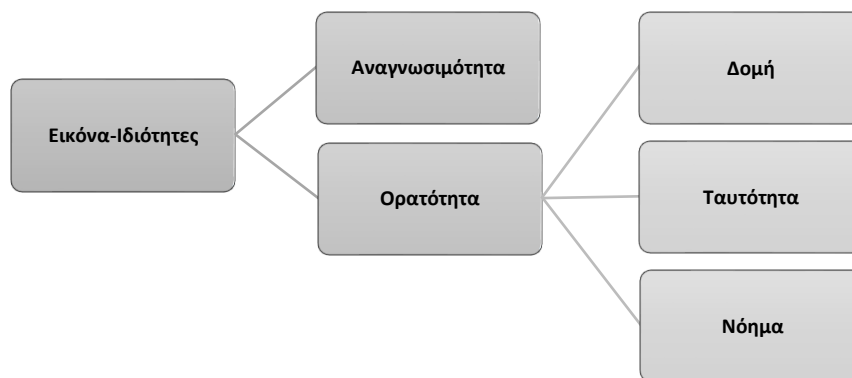 Εικόνα-Ιδιότητες
Αναγνωσιμότητα
Ορατότητα
Δομή
Ταυτότητα
Νόημα